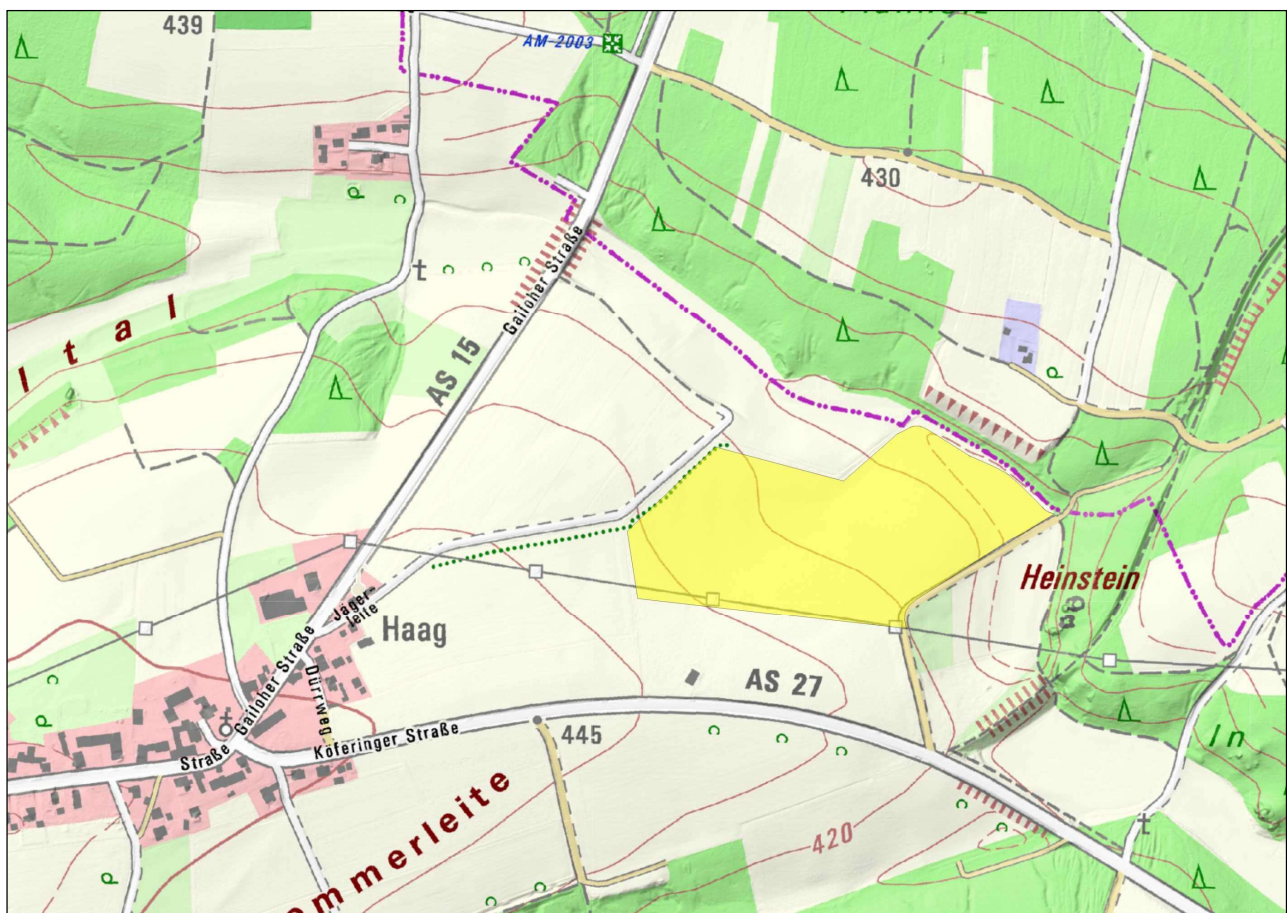 439
AM-2003
430
l t a l
Gailoher Straße
AS 15
Heinstein
Jäger-
leite
Haag
Dürrweg
Gailoher Straße
AS 27
Straße
Köferinger Straße
445
In
420
ommerleite